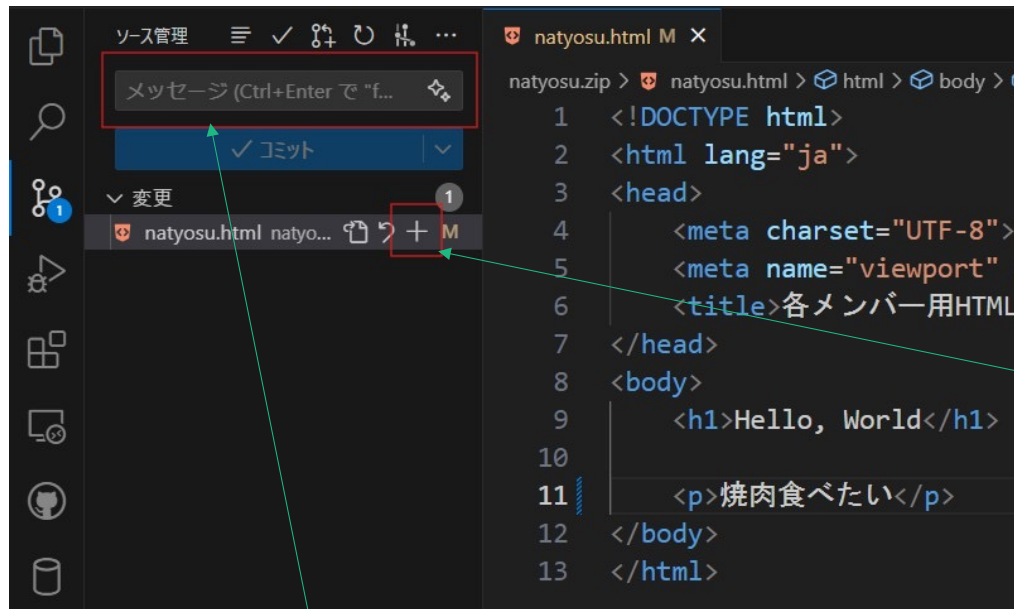 ソース管理
メッセージ (Ctrl+Enter で "f...
コミット
変更
1
natyosu.html natyo... M
1
natyosu.html M
natyosu.zip > natyosu.html > html > body >
1 <!DOCTYPE html>
2 <html lang="ja">
3 <head>
4 <meta charset="UTF-8">
5 <meta name="viewport"
6 <title>各メンバー用HTML
7 </head>
8 <body>
9 <h1>Hello, World</h1>
10
11 <p>焼肉食べたい</p>
12 </body>
13 </html>